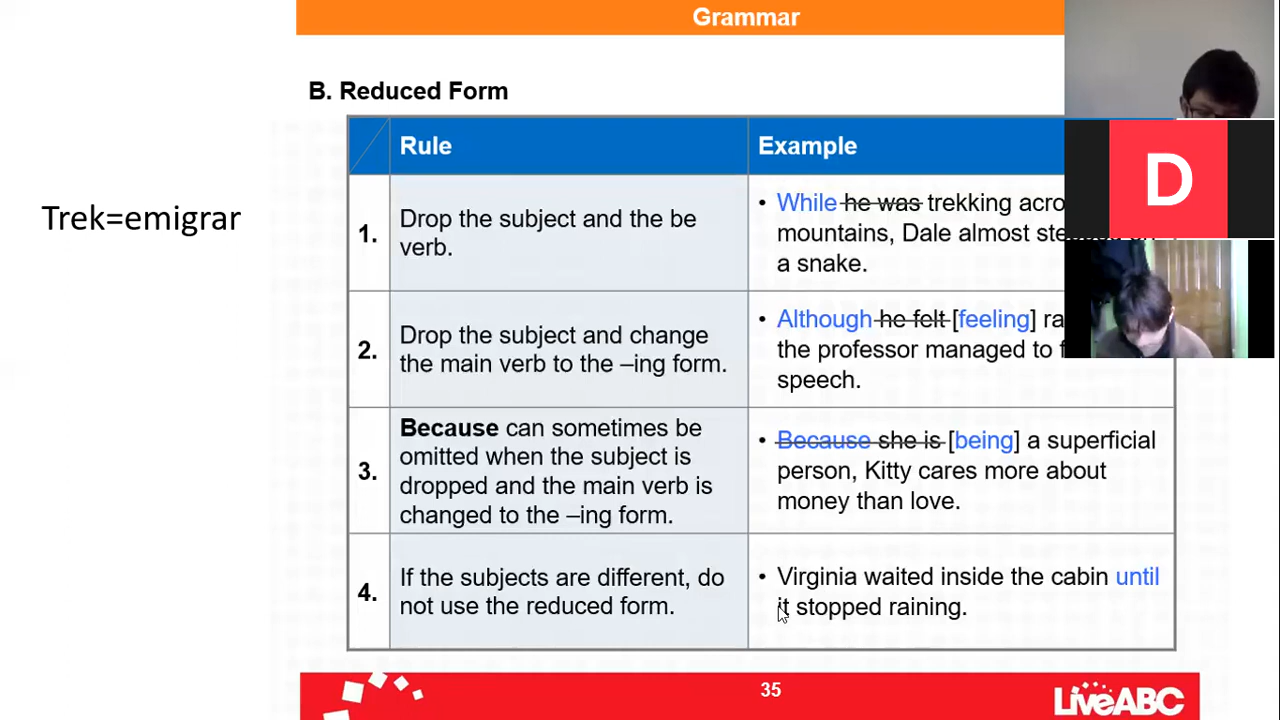 Grammar
B. Reduced Form
Trek=emigrar
Rule
Example
1.
Drop the subject and the be
verb.
• While he was trekking
mountains, Dale almost
a snake.
2.
Drop the subject and change
the main verb to the –ing form.
• Although he felt [feeling]
the professor managed to
speech.
3.
Because can sometimes be
omitted when the subject is
dropped and the main verb is
changed to the –ing form.
• Because she is [being] a superficial
person, Kitty cares more about
money than love.
4.
If the subjects are different, do
not use the reduced form.
• Virginia waited inside the cabin until
it stopped raining.
D
35
LiveABC